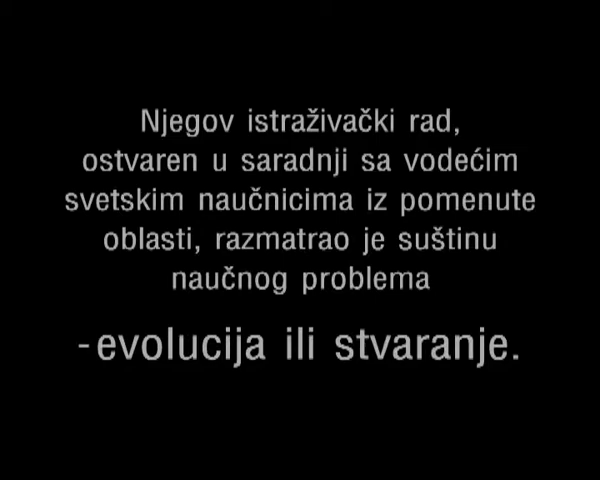 Njegov istraživački rad,
ostvaren u saradnji sa vodećim
svetskim naučnicima iz pomenute
oblasti, razmatrao je suštinu
naučnog problema
-evolucija ili stvaranje.